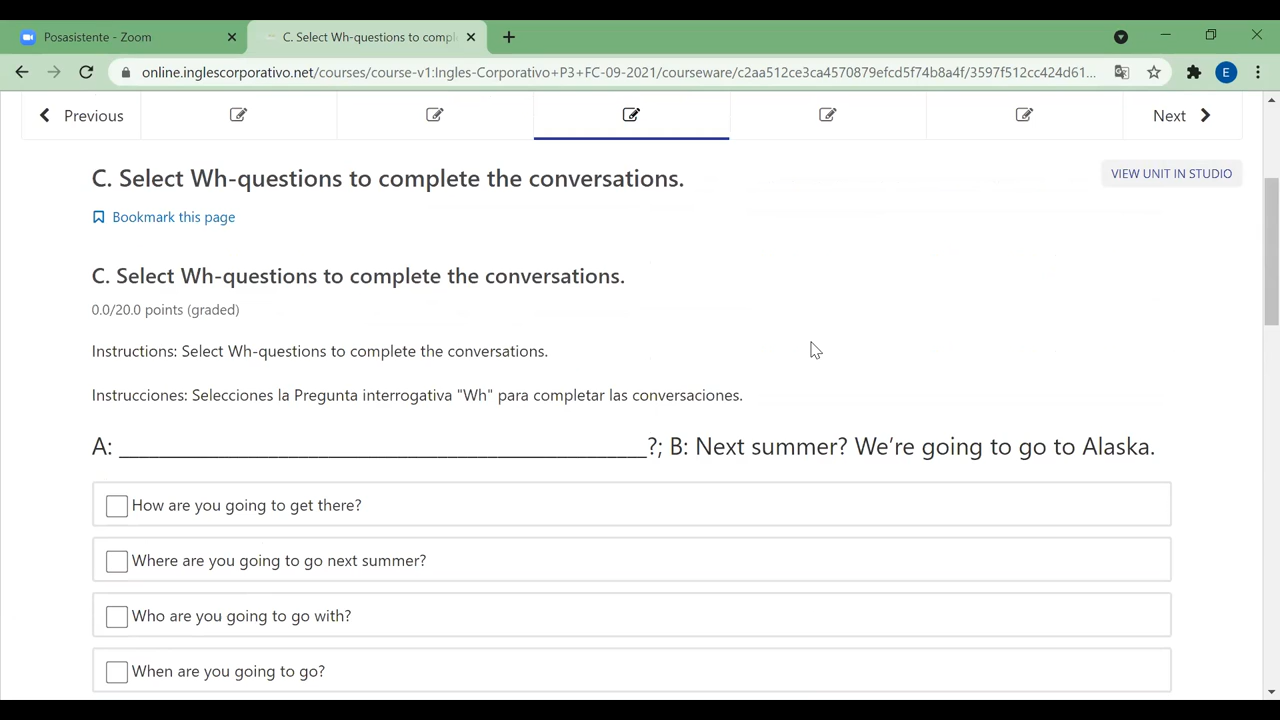 Posasistente - Zoom
C. Select Wh-questions to compl
online.inglescorporativo.net/courses/course-v1:Ingles-Corporativo+P3+FC-09-2021/courseware/c2aa512ce3ca4570879efcd5f74b8a4f/3597f512cc424d61...
E
Previous
Next
C. Select Wh-questions to complete the conversations.
VIEW UNIT IN STUDIO
Bookmark this page
C. Select Wh-questions to complete the conversations.
0.0/20.0 points (graded)
Instructions: Select Wh-questions to complete the conversations.
Instrucciones: Selecciones la Pregunta interrogativa "Wh" para completar las conversaciones.
A: ______________________________________________?; B: Next summer? We’re going to go to Alaska.
How are you going to get there?
Where are you going to go next summer?
Who are you going to go with?
When are you going to go?